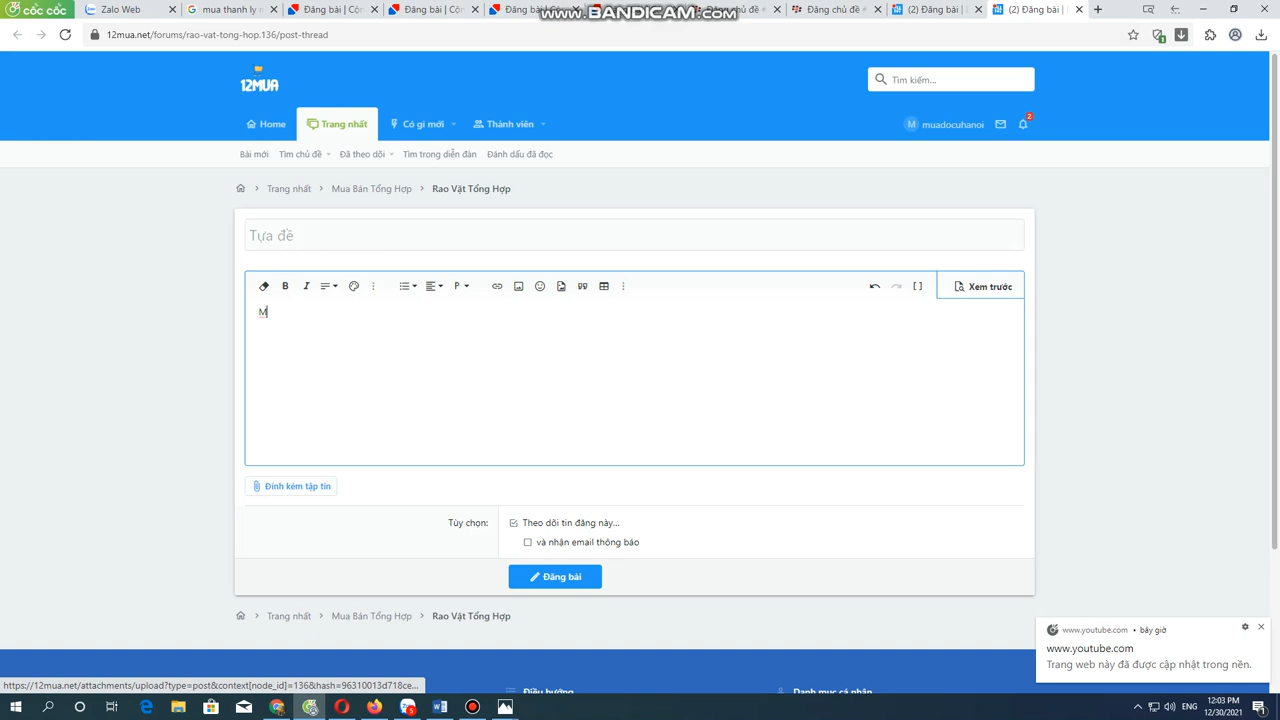 cốc cốc
Zalo Web
mua thanh lý
Đăng bài | Côn
Đăng bài | Côn
Đăng bài
www.BANDICAM.com
Đăng chủ đề
(2) Đăng bài |
(2) Đăng bài |
12mua.net/forums/rao-vat-tong-hop.136/post-thread
12MUA
Tìm kiếm...
Home
Trang nhất
Có gì mới
Thành viên
M muadocuhanoi
2
Bài mới
Tìm chủ đề
Đã theo dõi
Tìm trong diễn đàn
Đánh dấu đã đọc
Trang nhất > Mua Bán Tổng Hợp > Rao Vặt Tổng Hợp
Tựa đề
B I P Xem trước
M
Đính kèm tập tin
Tùy chọn: Theo dõi tin đăng này...
và nhận email thông báo
Đăng bài
Trang nhất > Mua Bán Tổng Hợp > Rao Vặt Tổng Hợp
www.youtube.com • bây giờ
www.youtube.com
Trang web này đã được cập nhật trong nền.
https://12mua.net/attachments/upload?type=post&context[node_id]=136&hash=96310013d718ce...
Điều hướng
Danh mục cá nhân
ENG
12:03 PM
12/30/2021